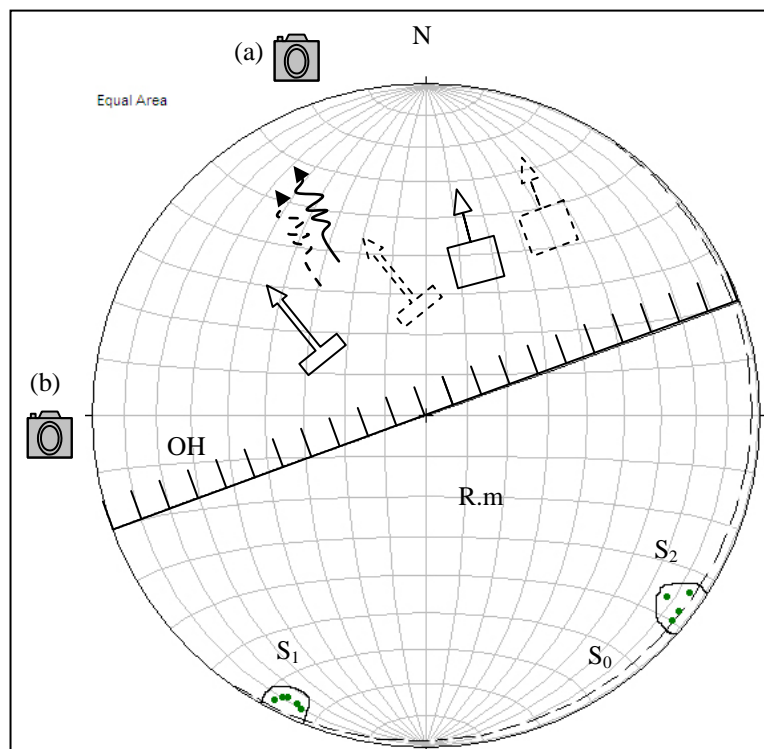 N
(a)
Equal Area
(b)
OH
R.m
S₂
S₀
S₁